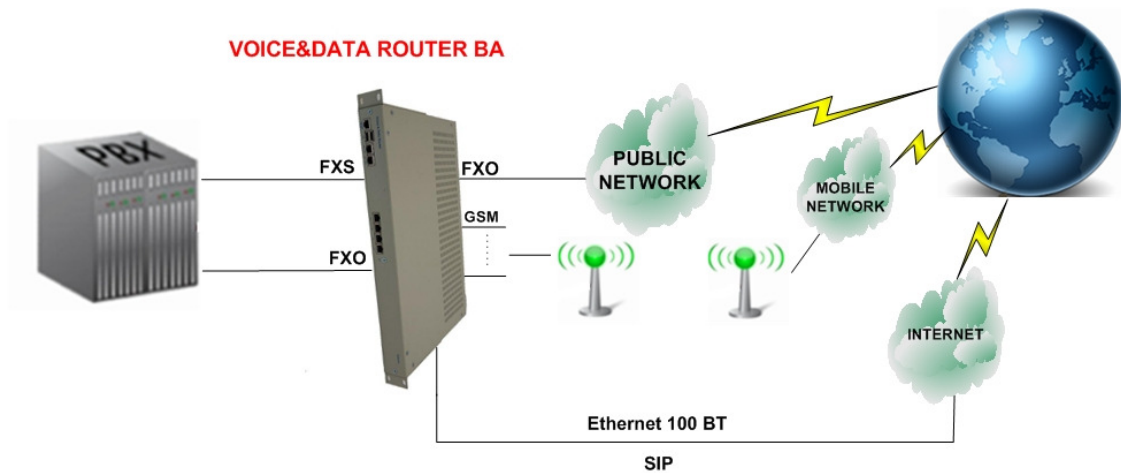 VOICE&DATA ROUTER BA
PBX
FXS
FXO
PUBLIC
NETWORK
MOBILE
NETWORK
GSM
FXO
INTERNET
Ethernet 100 BT
SIP